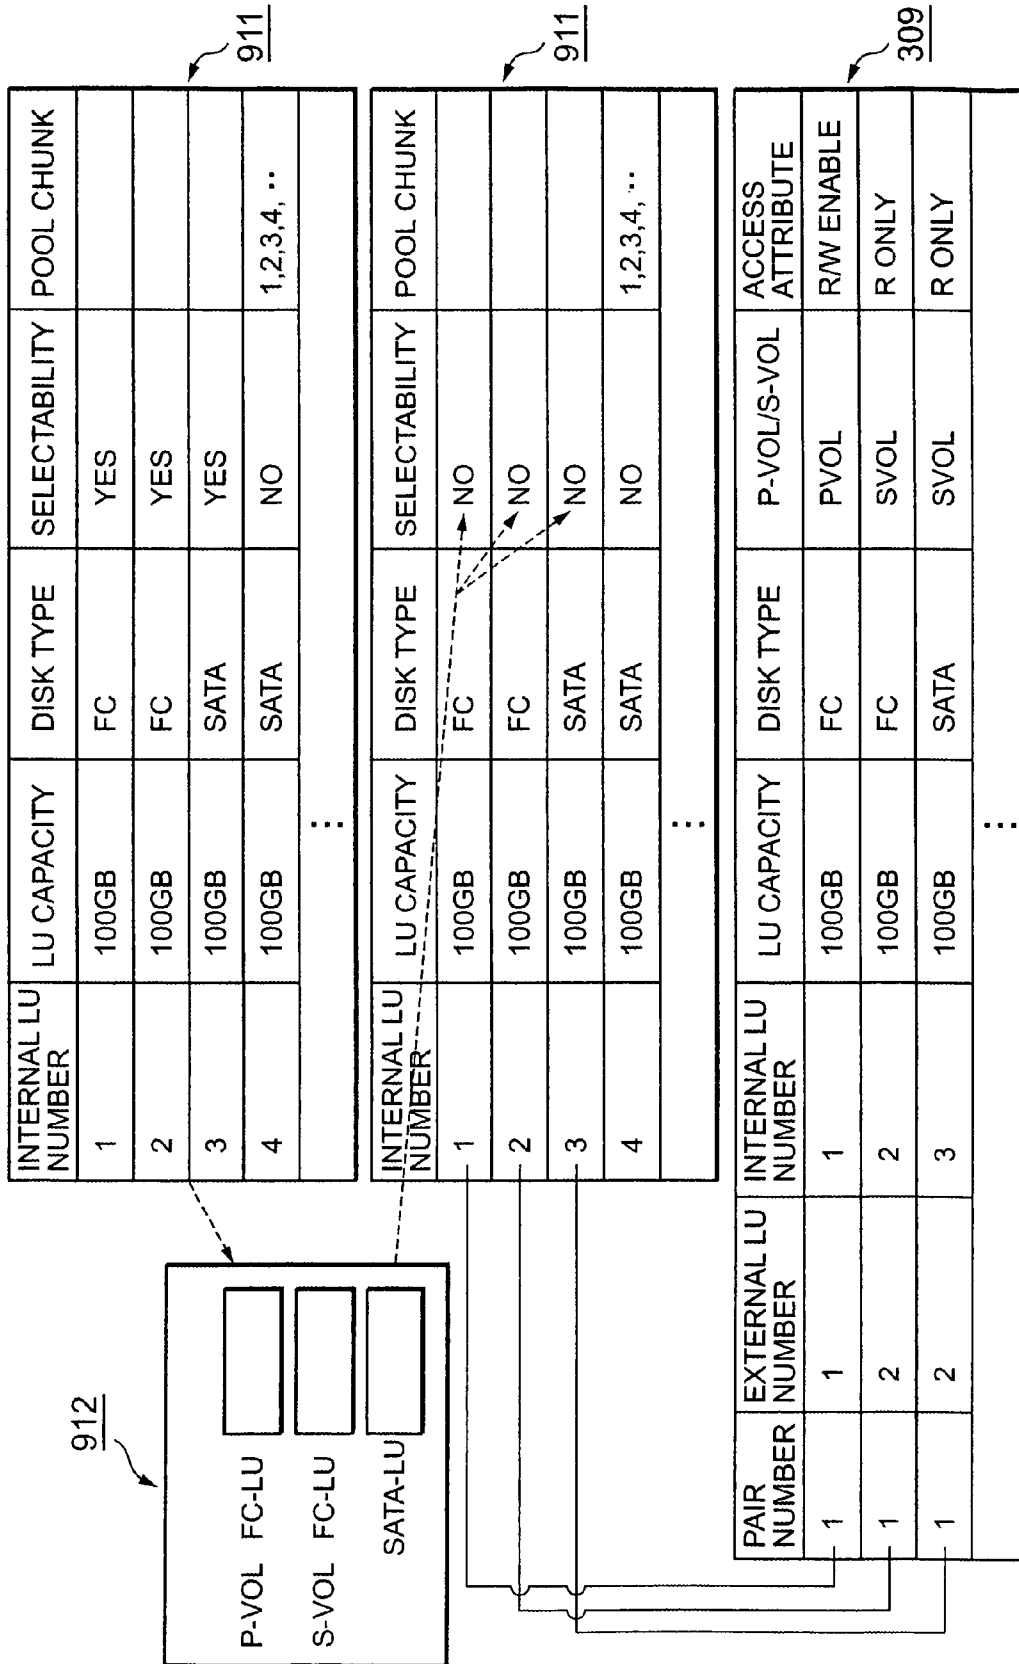 INTERNAL LU NUMBER | LU CAPACITY | DISK TYPE | SELECTABILITY | POOL CHUNK
1 | 100GB | FC | YES |
2 | 100GB | FC | YES |
3 | 100GB | SATA | YES |
4 | 100GB | SATA | NO | 1,2,3,4, ..
...
911
912
P-VOL FC-LU
S-VOL FC-LU
SATA-LU
INTERNAL LU NUMBER | LU CAPACITY | DISK TYPE | SELECTABILITY | POOL CHUNK
1 | 100GB | FC | NO |
2 | 100GB | FC | NO |
3 | 100GB | SATA | NO |
4 | 100GB | SATA | NO | 1,2,3,4, ..
...
911
PAIR NUMBER | EXTERNAL LU NUMBER | INTERNAL LU NUMBER | LU CAPACITY | DISK TYPE | P-VOL/S-VOL | ACCESS ATTRIBUTE
1 | 1 | 1 | 100GB | FC | PVOL | R/W ENABLE
1 | 2 | 2 | 100GB | FC | SVOL | R ONLY
1 | 2 | 3 | 100GB | SATA | SVOL | R ONLY
...
309